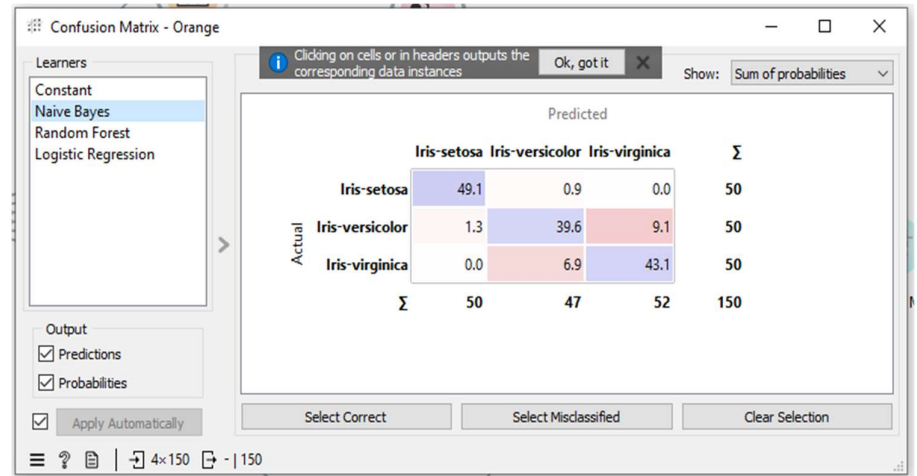 Confusion Matrix - Orange
Learners
Constant
Naive Bayes
Random Forest
Logistic Regression
Output
Predictions
Probabilities
Apply Automatically
4×150 - | 150
Clicking on cells or in headers outputs the
corresponding data instances
Ok, got it
Show: Sum of probabilities
Predicted
Iris-setosa Iris-versicolor Iris-virginica Σ
Actual
Iris-setosa 49.1 0.9 0.0 50
Iris-versicolor 1.3 39.6 9.1 50
Iris-virginica 0.0 6.9 43.1 50
Σ 50 47 52 150
Select Correct Select Misclassified Clear Selection